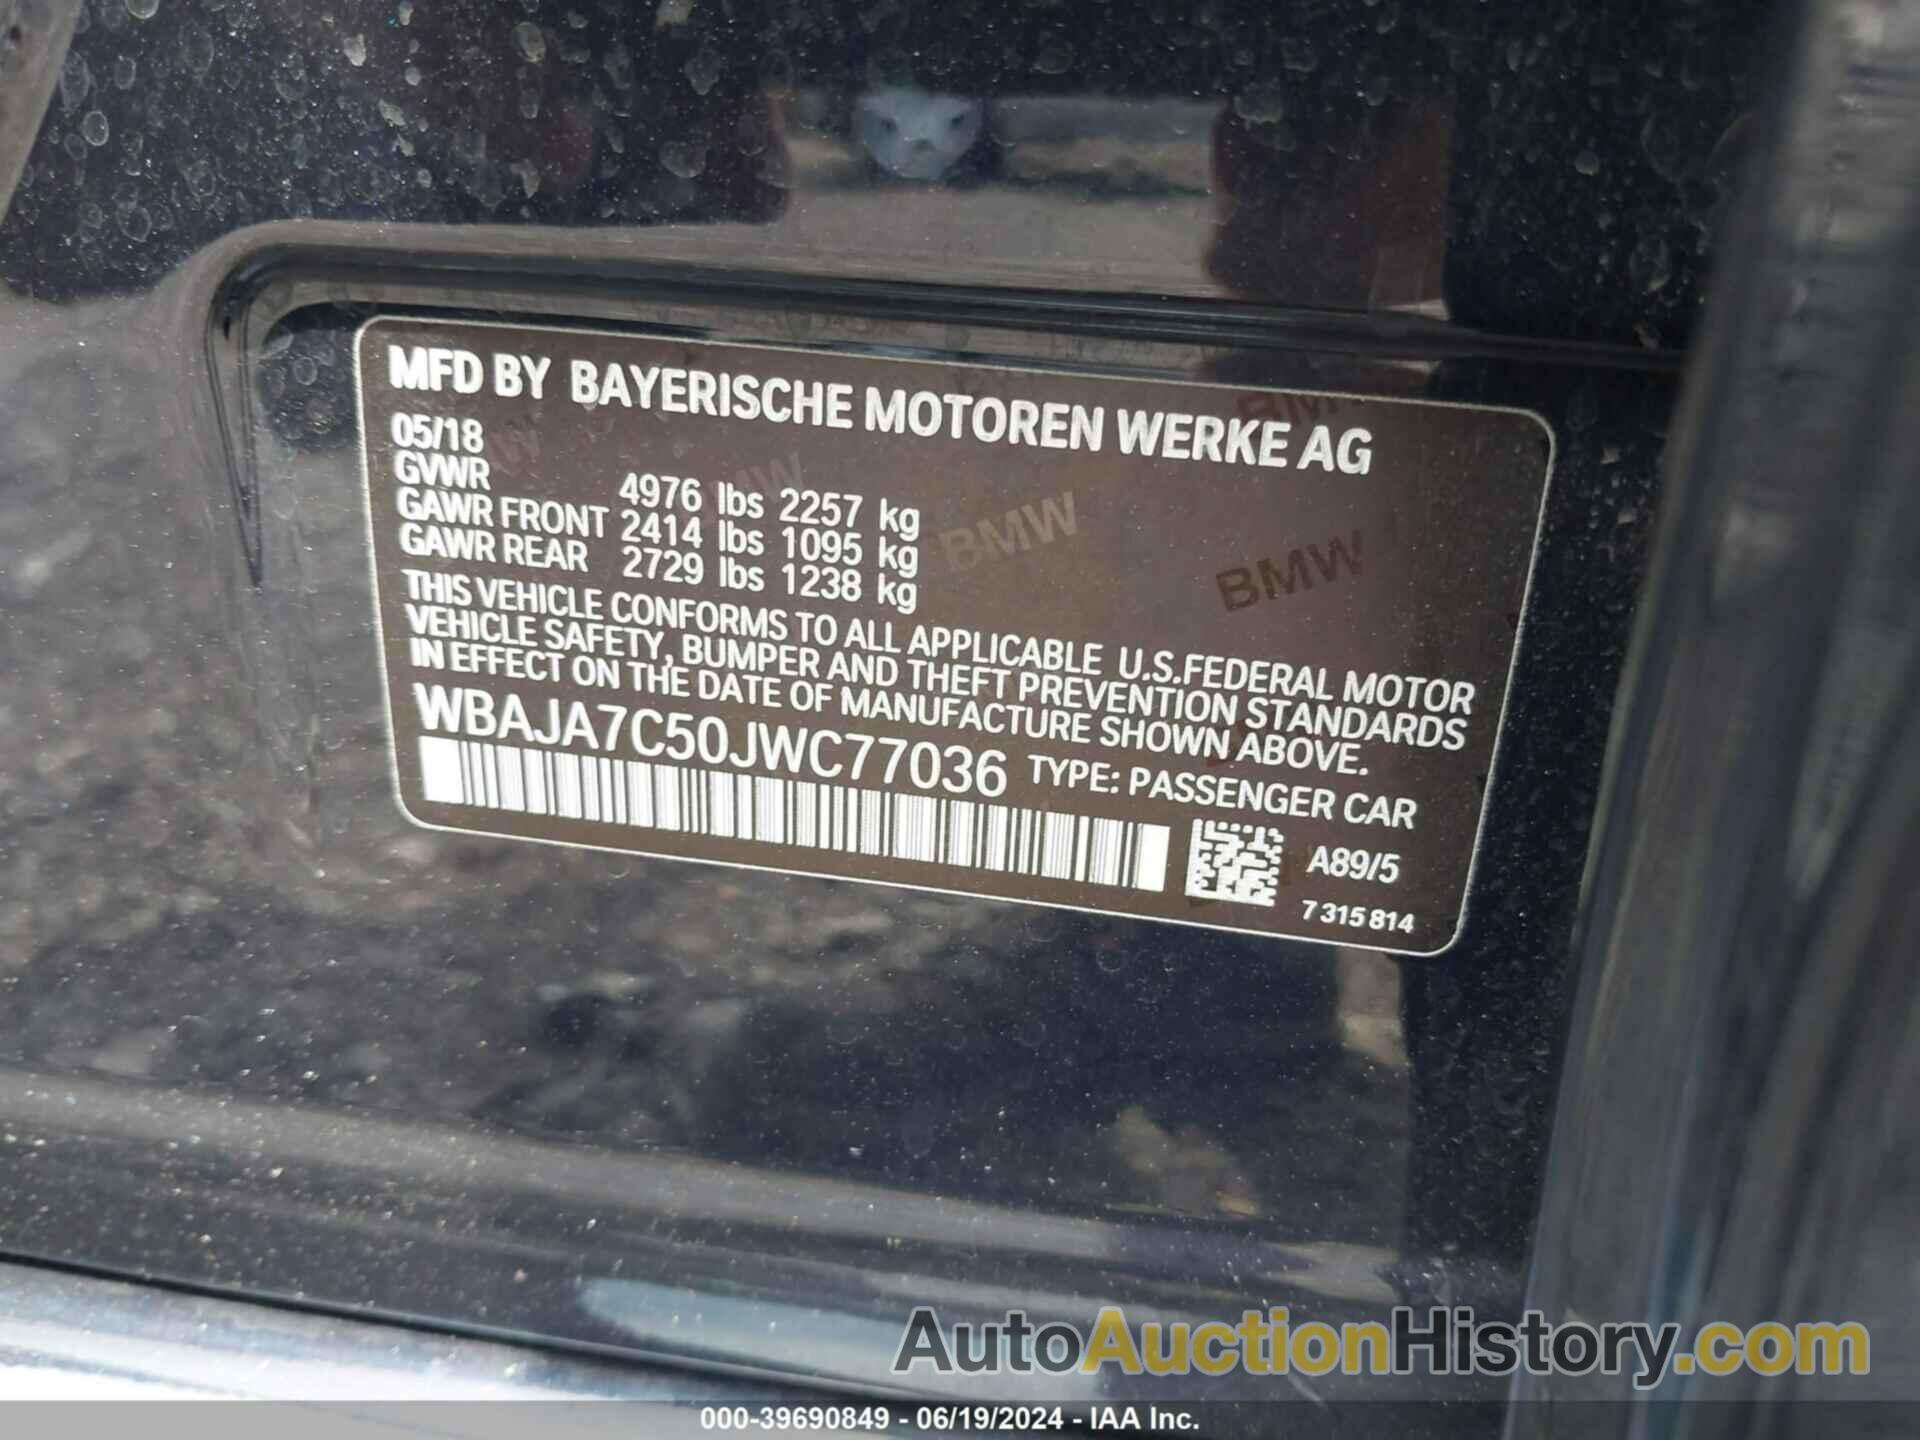 MFD BY BAYERISCHE MOTOREN WERKE AG
05/18
GVWR 4976 lbs 2257 kg
GAWR FRONT 2414 lbs 1095 kg
GAWR REAR 2729 lbs 1238 kg
THIS VEHICLE CONFORMS TO ALL APPLICABLE U.S.FEDERAL MOTOR
VEHICLE SAFETY, BUMPER AND THEFT PREVENTION STANDARDS
IN EFFECT ON THE DATE OF MANUFACTURE SHOWN ABOVE.
WBAJA7C50JWC77036 TYPE: PASSENGER CAR
A89/5
7 315 814
BMW
BMW
BMW
BMW
BMW
AutoAuctionHistory.com
000-39690849 - 06/19/2024 - IAA Inc.